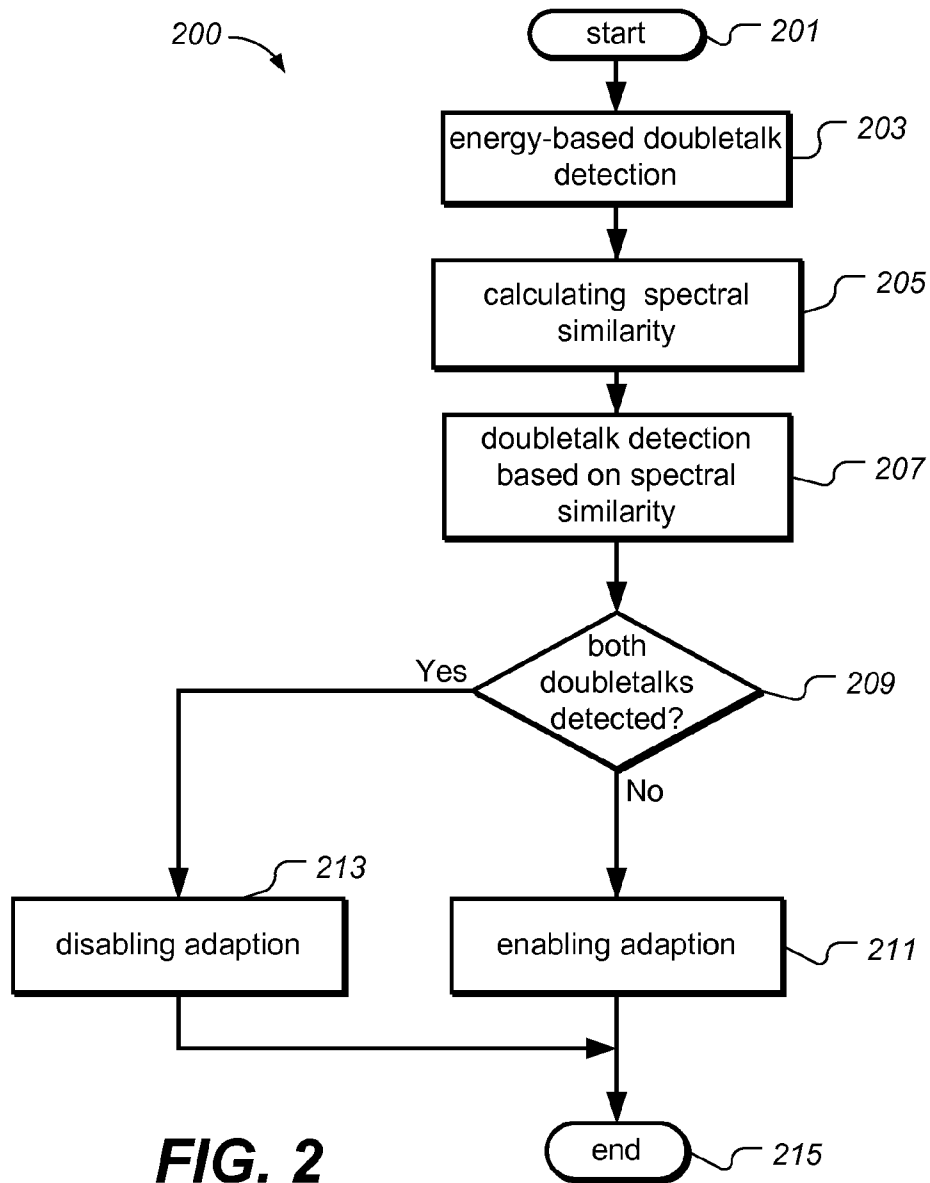 200
start
201
energy-based doubletalk
detection
203
calculating spectral
similarity
205
doubletalk detection
based on spectral
similarity
207
both
doubletalks
detected?
209
Yes
No
213
disabling adaption
enabling adaption
211
end
215
FIG. 2